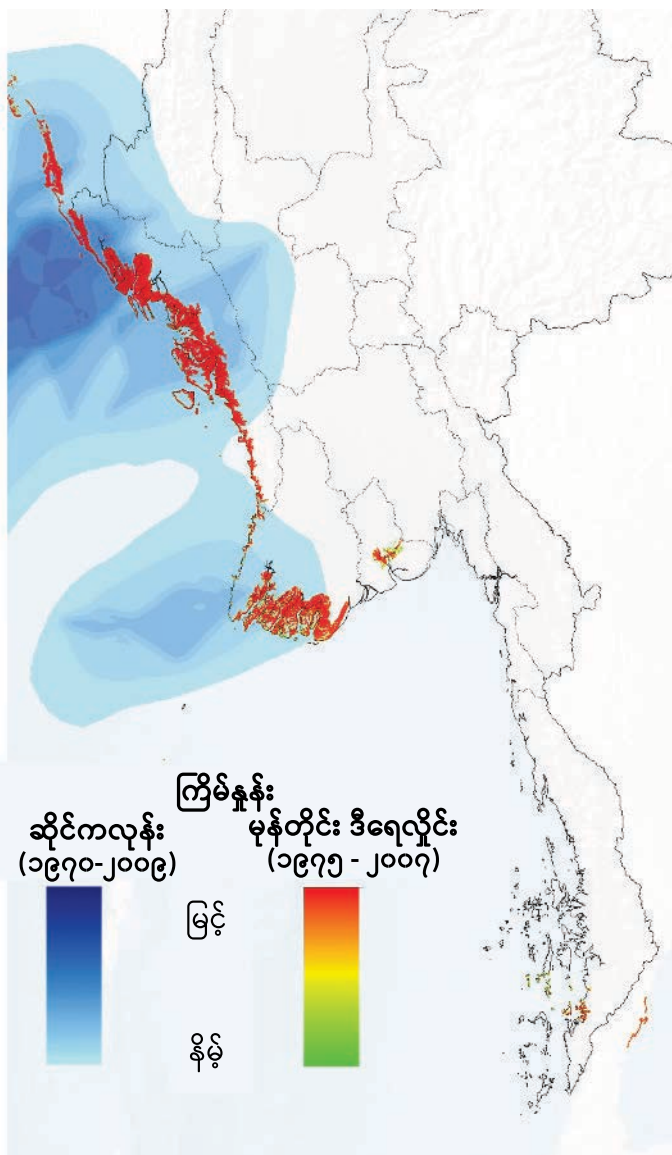 ကြိမ်နှုန်း
ဆိုင်ကလုန်း
(၁၉၇၀-၂၀၀၉)
မုန်တိုင်း ဒီရေလှိုင်း
(၁၉၇၅ - ၂၀၀၇)
မြင့်
နိမ့်